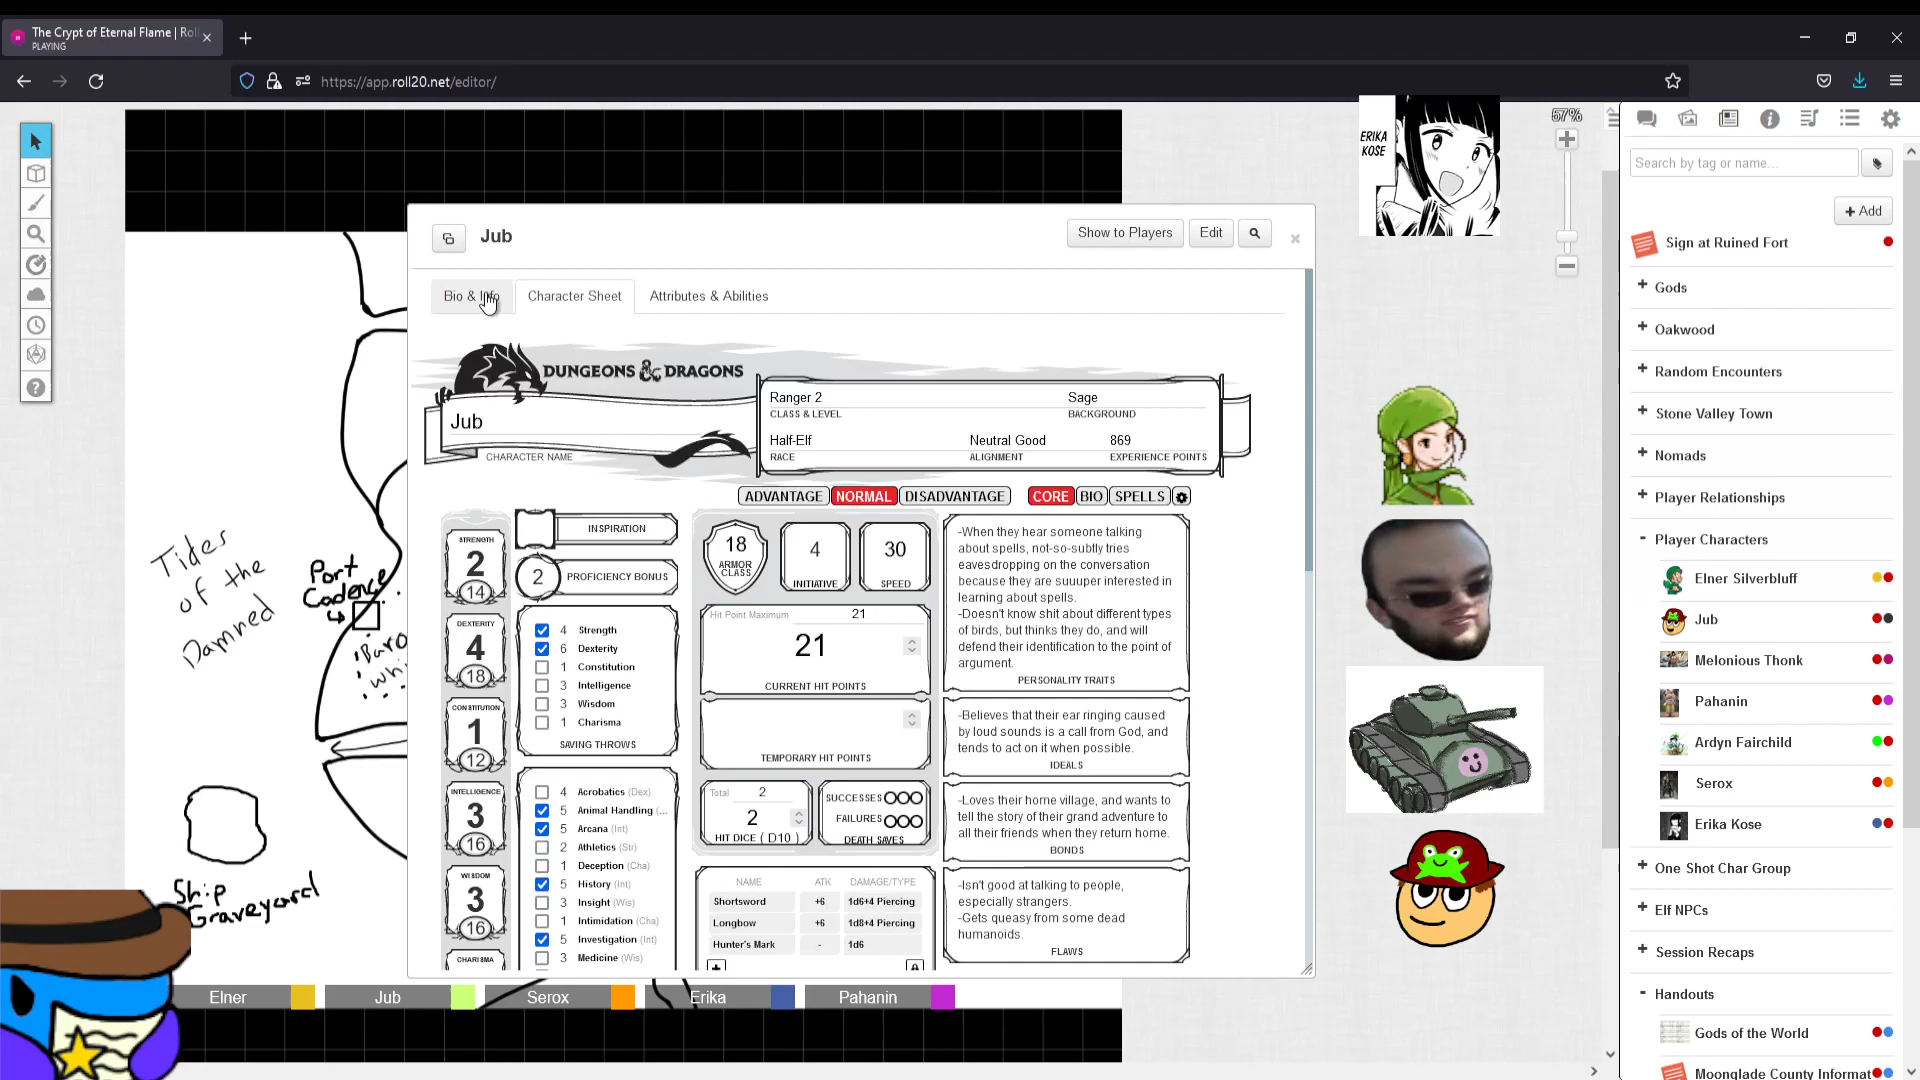 The Crypt of Eternal Flame | Rol
PLAYING
https://app.roll20.net/editor/
57%
ERIKA
KOSE
Search by tag or name...
Add
Sign at Ruined Fort
Gods
Oakwood
Random Encounters
Stone Valley Town
Nomads
Player Relationships
Player Characters
Elner Silverbluff
Jub
Melonious Thonk
Pahanin
Ardyn Fairchild
Serox
Erika Kose
One Shot Char Group
Elf NPCs
Session Recaps
Handouts
Gods of the World
Moonglade County Informat
Jub
Show to Players
Edit
Bio & Info
Character Sheet
Attributes & Abilities
DUNGEONS & DRAGONS
Jub
CHARACTER NAME
Ranger 2
Sage
CLASS & LEVEL
BACKGROUND
Half-Elf
Neutral Good
869
RACE
ALIGNMENT
EXPERIENCE POINTS
ADVANTAGE
NORMAL
DISADVANTAGE
CORE
BIO
SPELLS
STRENGTH
2
14
DEXTERITY
4
18
CONSTITUTION
1
12
INTELLIGENCE
3
16
WISDOM
3
16
CHARISMA
INSPIRATION
2
PROFICIENCY BONUS
4 Strength
6 Dexterity
1 Constitution
3 Intelligence
3 Wisdom
1 Charisma
SAVING THROWS
4 Acrobatics (Dex)
5 Animal Handling (...
5 Arcana (Int)
2 Athletics (Str)
1 Deception (Cha)
5 History (Int)
3 Insight (Wis)
1 Intimidation (Cha)
5 Investigation (Int)
3 Medicine (Wis)
18
ARMOR
CLASS
4
INITIATIVE
30
SPEED
Hit Point Maximum 21
21
CURRENT HIT POINTS
TEMPORARY HIT POINTS
Total 2
2
HIT DICE ( D10 )
SUCCESSES
FAILURES
DEATH SAVES
NAME ATK DAMAGE/TYPE
Shortsword +6 1d6+4 Piercing
Longbow +6 1d8+4 Piercing
Hunter's Mark - 1d6
-When they hear someone talking
about spells, not-so-subtly tries
eavesdropping on the conversation
because they are suuuper interested in
learning about spells.
-Doesn't know shit about different types
of birds, but thinks they do, and will
defend their identification to the point of
argument.
PERSONALITY TRAITS
-Believes that their ear ringing caused
by loud sounds is a call from God, and
tends to act on it when possible.
IDEALS
-Loves their home village, and wants to
tell the story of their grand adventure to
all their friends when they return home.
BONDS
-Isn't good at talking to people,
especially strangers.
-Gets queasy from some dead
humanoids.
FLAWS
Tides
of the
Damned
Port
Cadence
Ship
Graveyard
Elner
Jub
Serox
Erika
Pahanin